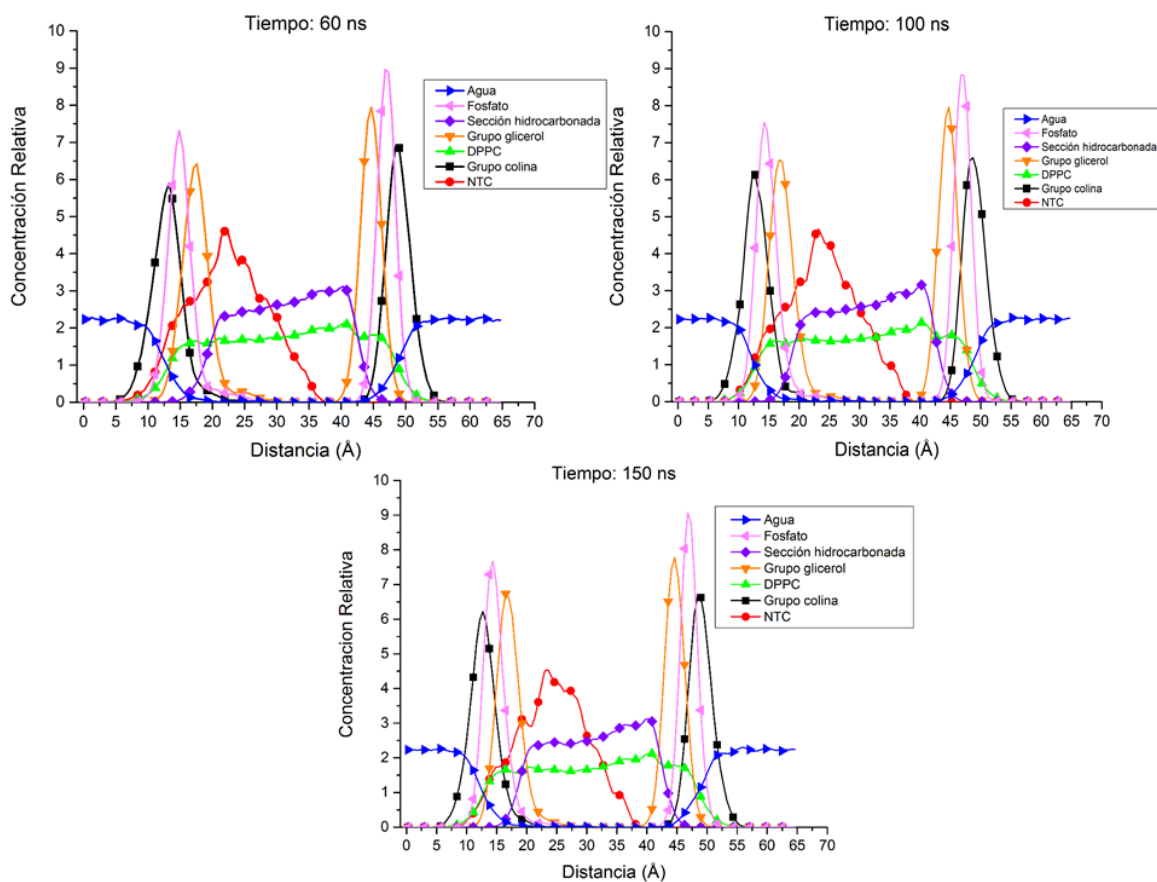 Tiempo: 60 ns
10
9
8
7
6
5
4
3
2
1
0
Concentración Relativa
Agua
Fosfato
Sección hidrocarbonada
Grupo glicerol
DPPC
Grupo colina
NTC
0 5 10 15 20 25 30 35 40 45 50 55 60 65 70
Distancia (Å)
Tiempo: 100 ns
10
9
8
7
6
5
4
3
2
1
0
Concentración Relativa
Agua
Fosfato
Sección hidrocarbonada
Grupo glicerol
DPPC
Grupo colina
NTC
0 5 10 15 20 25 30 35 40 45 50 55 60 65 70
Distancia (Å)
Tiempo: 150 ns
10
9
8
7
6
5
4
3
2
1
0
Concentracion Relativa
Agua
Fosfato
Sección hidrocarbonada
Grupo glicerol
DPPC
Grupo colina
NTC
0 5 10 15 20 25 30 35 40 45 50 55 60 65 70
Distancia (Å)